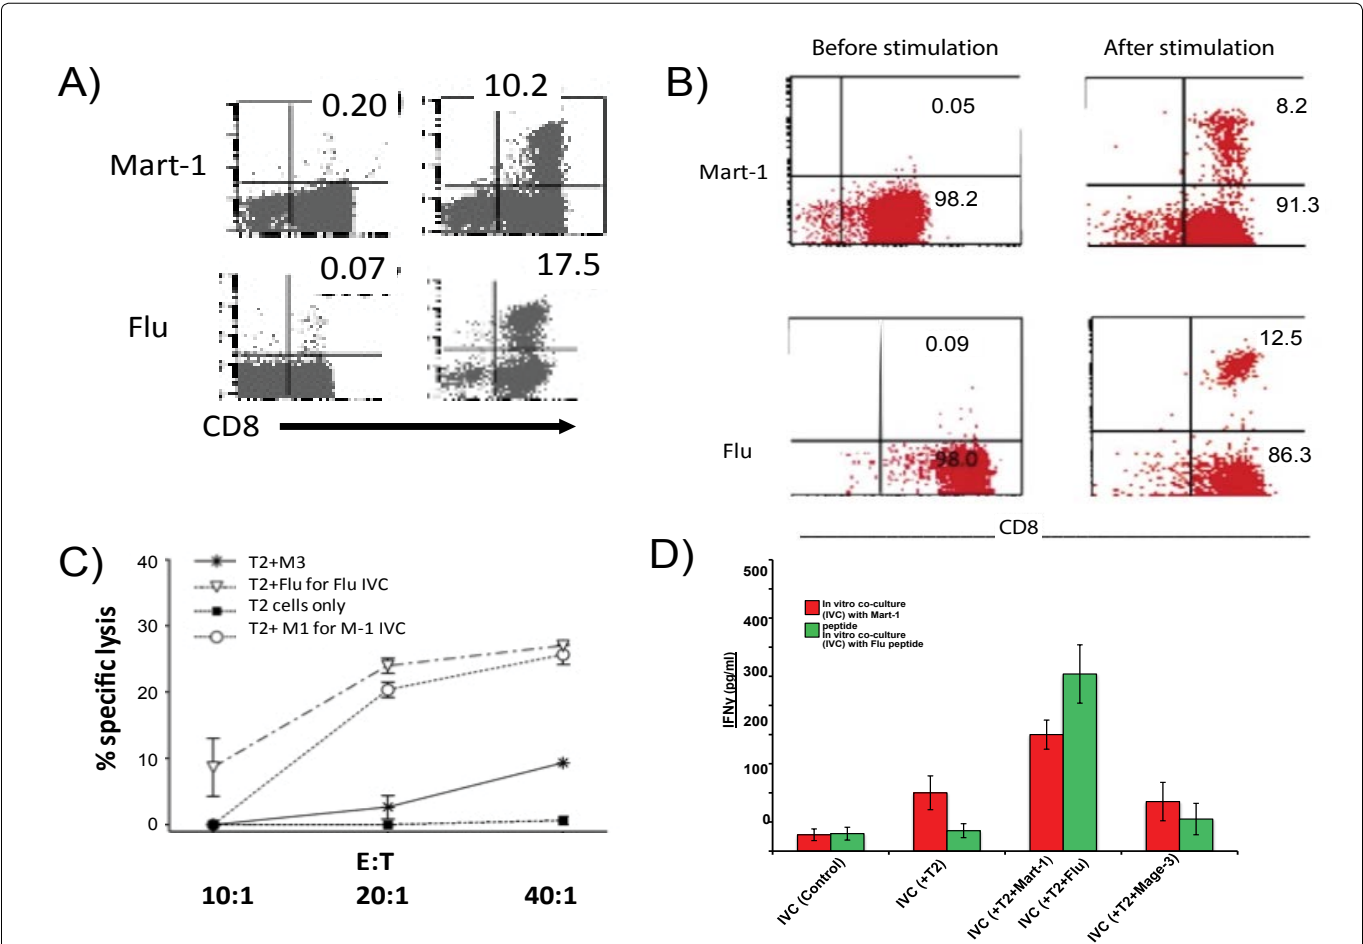 A)
0.20
10.2
Mart-1
0.07
17.5
Flu
CD8
B)
Before stimulation
After stimulation
0.05
8.2
Mart-1
98.2
91.3
0.09
12.5
Flu
98.0
86.3
CD8
C)
% specific lysis
40
30
20
10
0
T2+M3
T2+Flu for Flu IVC
T2 cells only
T2+ M1 for M-1 IVC
E:T
10:1
20:1
40:1
D)
IFNγ (pg/ml)
500
400
300
200
100
0
In vitro co-culture
(IVC) with Mart-1
peptide
In vitro co-culture
(IVC) with Flu peptide
IVC (Control)
IVC (+T2)
IVC (+T2+Mart-1)
IVC (+T2+Flu)
IVC (+T2+Mage-3)